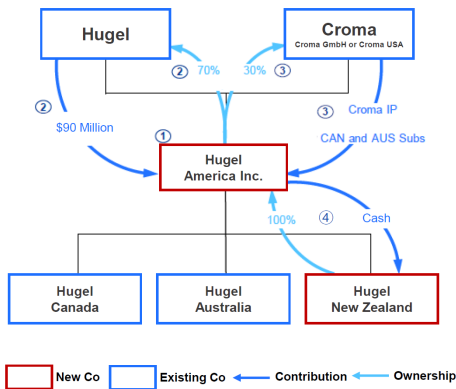 Hugel
Croma
Croma GmbH or Croma USA
② 70%
30% ③
②
$90 Million
③ Croma IP
CAN and AUS Subs
①
Hugel
America Inc.
100%
④
Cash
Hugel
Canada
Hugel
Australia
Hugel
New Zealand
New Co
Existing Co
Contribution
Ownership